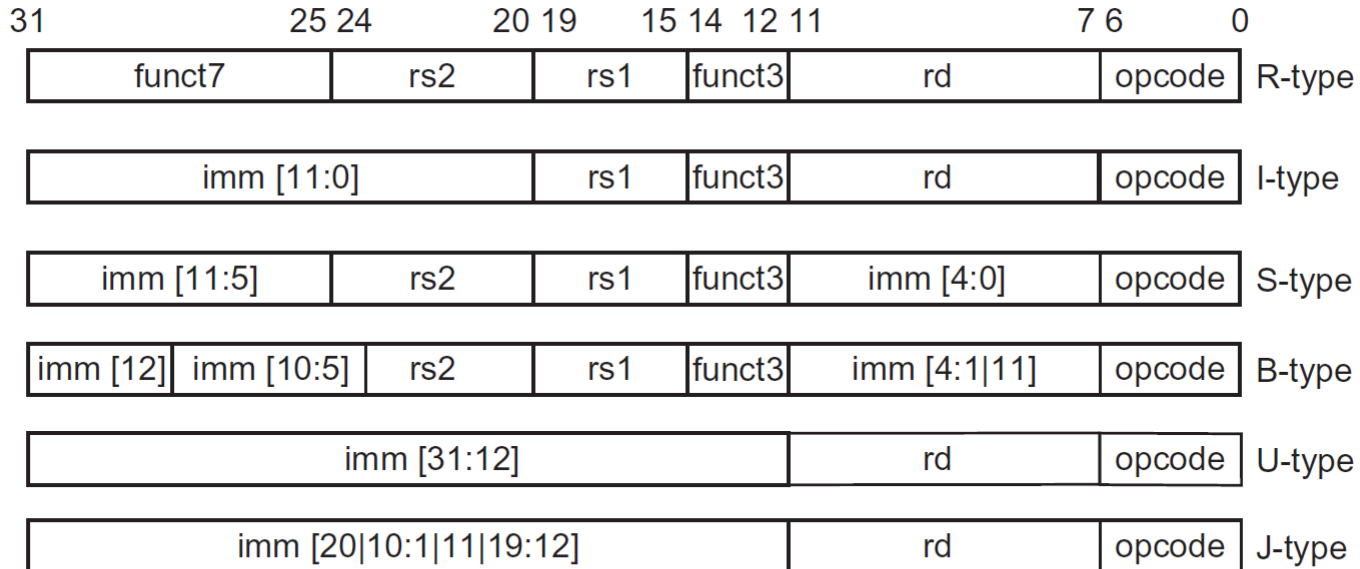 31 25 24 20 19 15 14 12 11 7 6 0
funct7 rs2 rs1 funct3 rd opcode R-type
imm [11:0] rs1 funct3 rd opcode I-type
imm [11:5] rs2 rs1 funct3 imm [4:0] opcode S-type
imm [12] imm [10:5] rs2 rs1 funct3 imm [4:1|11] opcode B-type
imm [31:12] rd opcode U-type
imm [20|10:1|11|19:12] rd opcode J-type